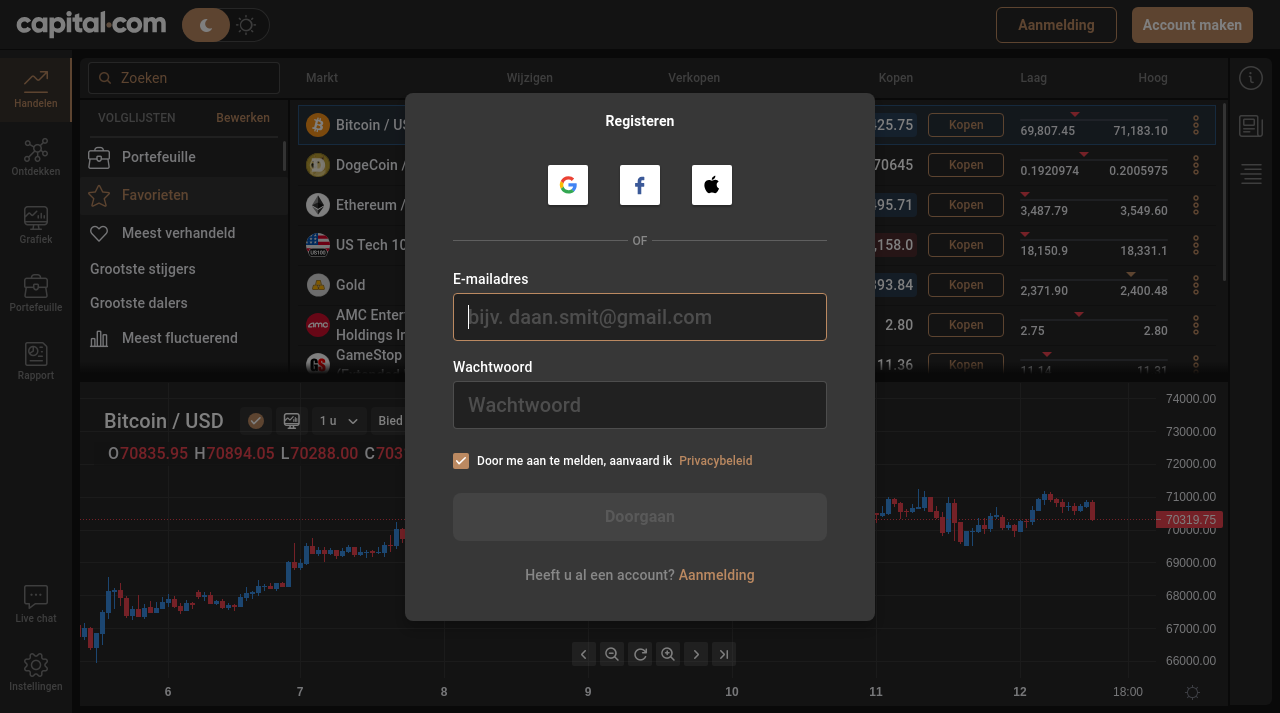 capital.com
Aanmelding
Account maken
Handelen
Ontdekken
Grafiek
Portefeuille
Rapport
Live chat
Instellingen
Zoeken
Markt Wijzigen Verkopen Kopen Laag Hoog
VOLGLIJSTEN Bewerken
Portefeuille
Favorieten
Meest verhandeld
Grootste stijgers
Grootste dalers
Meest fluctuerend
Bitcoin / 25.75 Kopen 69,807.45 71,183.10
DogeCoin / 70645 Kopen 0.1920974 0.2005975
Ethereum / 95.71 Kopen 3,487.79 3,549.60
US Tech 10 ,158.0 Kopen 18,150.9 18,331.1
Gold 393.84 Kopen 2,371.90 2,400.48
AMC Enter
Holdings In 2.80 Kopen 2.75 2.80
GameStop 11.36 Kopen 11.14 11.31
Registeren
OF
E-mailadres
bijv. daan.smit@gmail.com
Wachtwoord
Wachtwoord
Door me aan te melden, aanvaard ik Privacybeleid
Doorgaan
Heeft u al een account? Aanmelding
Bitcoin / USD 1 u Bied
O70835.95 H70894.05 L70288.00 C703
74000.00
73000.00
72000.00
71000.00
70319.75
70000.00
69000.00
68000.00
67000.00
66000.00
6 7 8 9 10 11 12 18:00